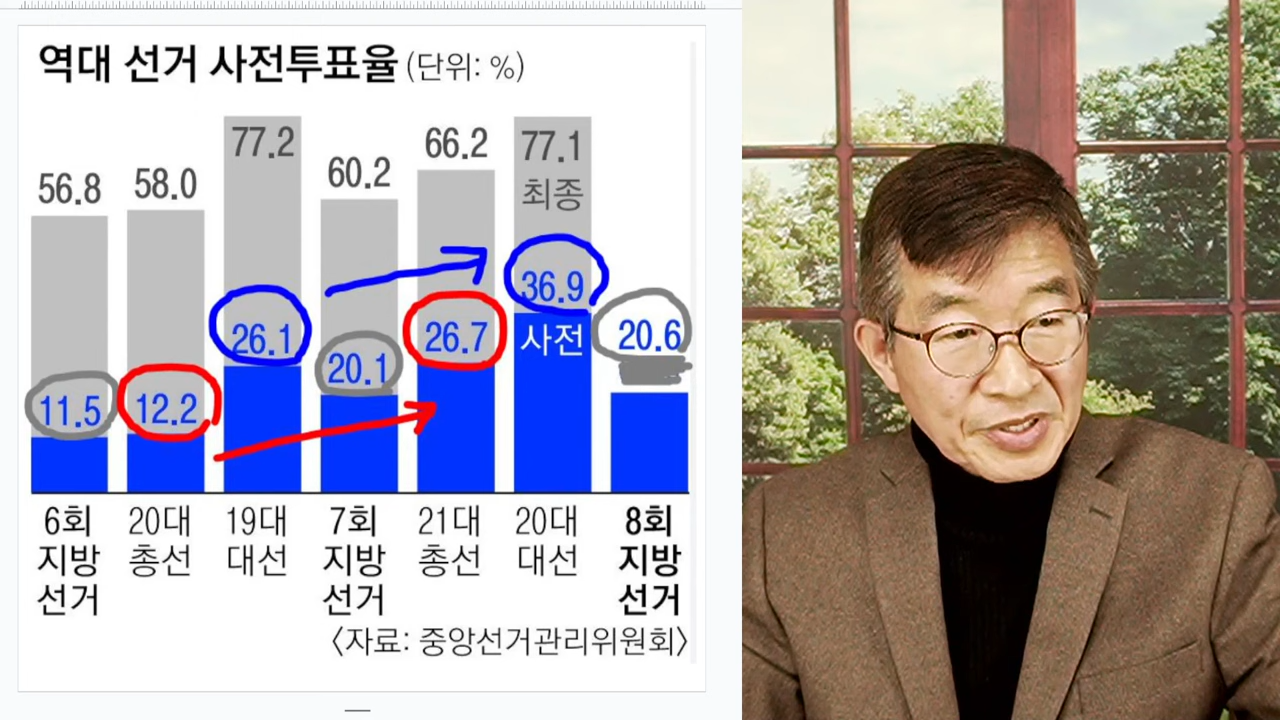 역대 선거 사전투표율 (단위: %)
56.8 58.0 77.2 60.2 66.2 77.1
최종
11.5 12.2 26.1 20.1 26.7 36.9 20.6
사전
6회 지방 선거
20대 총선
19대 대선
7회 지방 선거
21대 총선
20대 대선
8회 지방 선거
〈자료: 중앙선거관리위원회〉